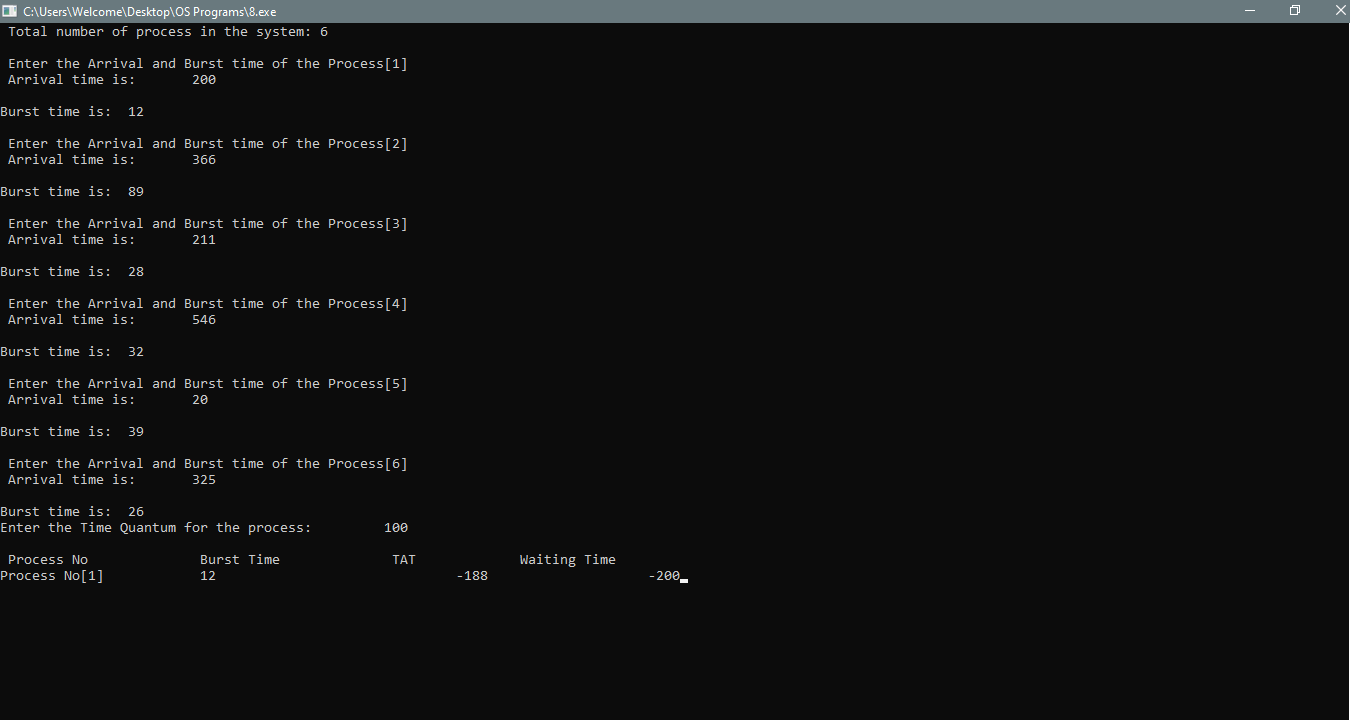 C:\Users\Welcome\Desktop\OS Programs\8.exe
Total number of process in the system: 6
Enter the Arrival and Burst time of the Process[1]
Arrival time is: 200
Burst time is: 12
Enter the Arrival and Burst time of the Process[2]
Arrival time is: 366
Burst time is: 89
Enter the Arrival and Burst time of the Process[3]
Arrival time is: 211
Burst time is: 28
Enter the Arrival and Burst time of the Process[4]
Arrival time is: 546
Burst time is: 32
Enter the Arrival and Burst time of the Process[5]
Arrival time is: 20
Burst time is: 39
Enter the Arrival and Burst time of the Process[6]
Arrival time is: 325
Burst time is: 26
Enter the Time Quantum for the process: 100
Process No Burst Time TAT Waiting Time
Process No[1] 12 -188 -200